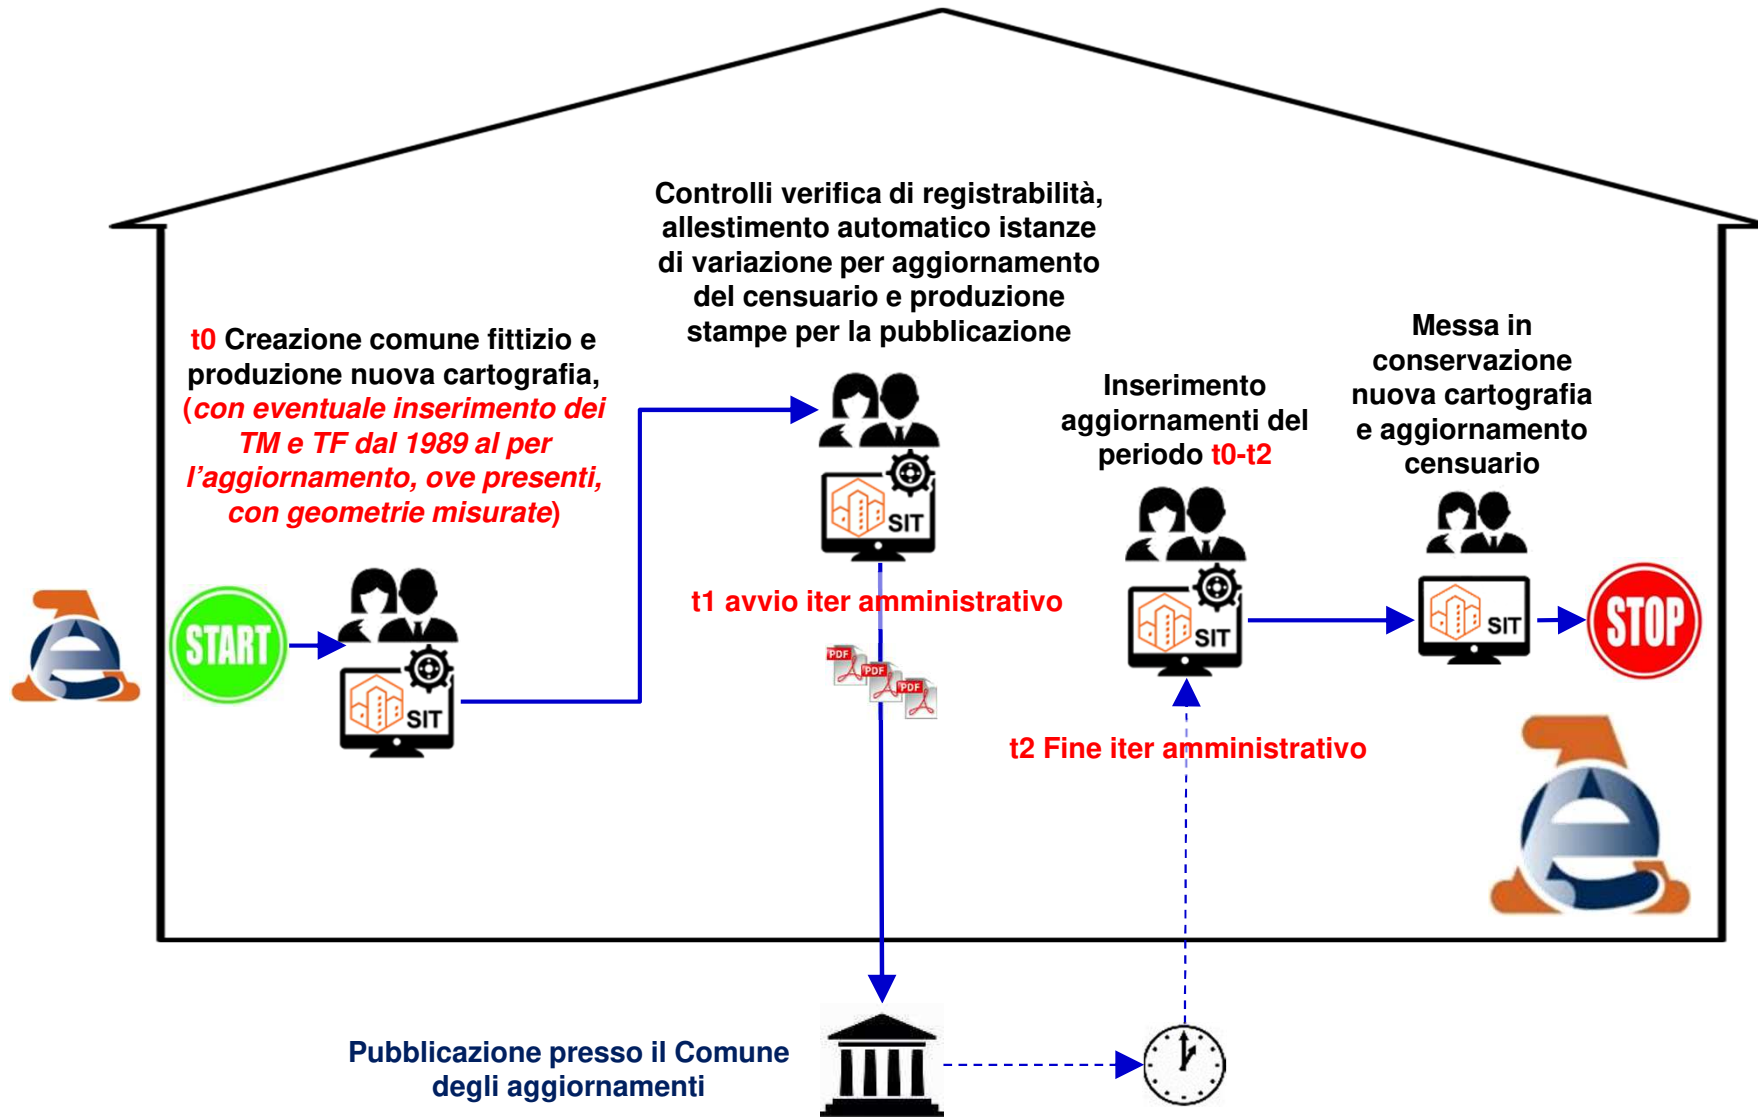 Controlli verifica di registrabilità,
allestimento automatico istanze
di variazione per aggiornamento
del censuario e produzione
stampe per la pubblicazione
t0 Creazione comune fittizio e
produzione nuova cartografia,
(con eventuale inserimento dei
TM e TF dal 1989 al per
l'aggiornamento, ove presenti,
con geometrie misurate)
Inserimento
aggiornamenti del
periodo t0-t2
Messa in
conservazione
nuova cartografia
e aggiornamento
censuario
SIT
SIT
SIT
SIT
START
STOP
t1 avvio iter amministrativo
PDF
PDF
PDF
t2 Fine iter amministrativo
Pubblicazione presso il Comune
degli aggiornamenti